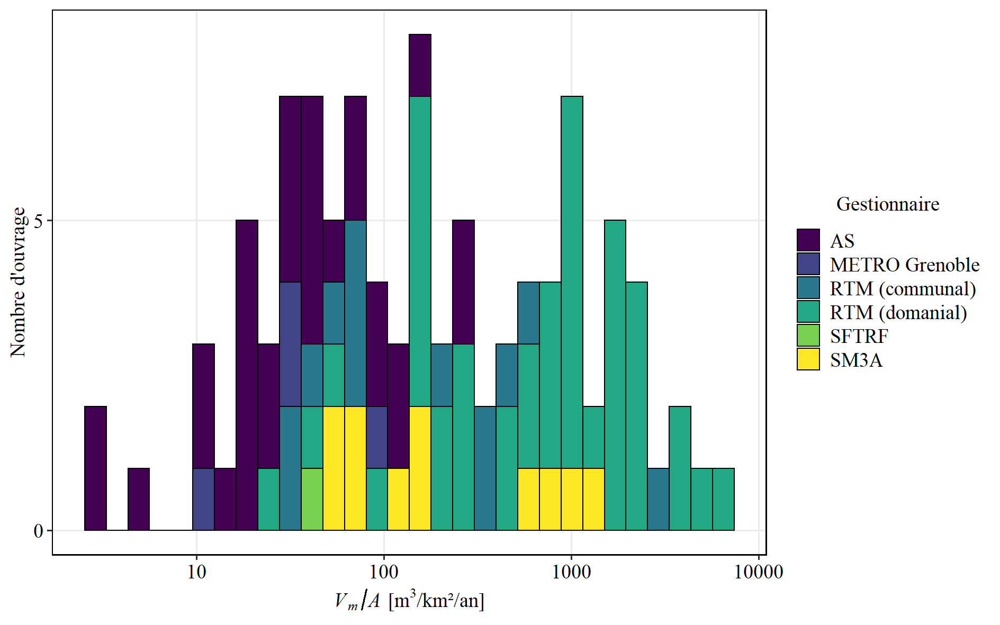 Nombre d'ouvrage
5
0
10
100
1000
10000
Vₘ/A [m³/km²/an]
Gestionnaire
AS
METRO Grenoble
RTM (communal)
RTM (domanial)
SFTRF
SM3A